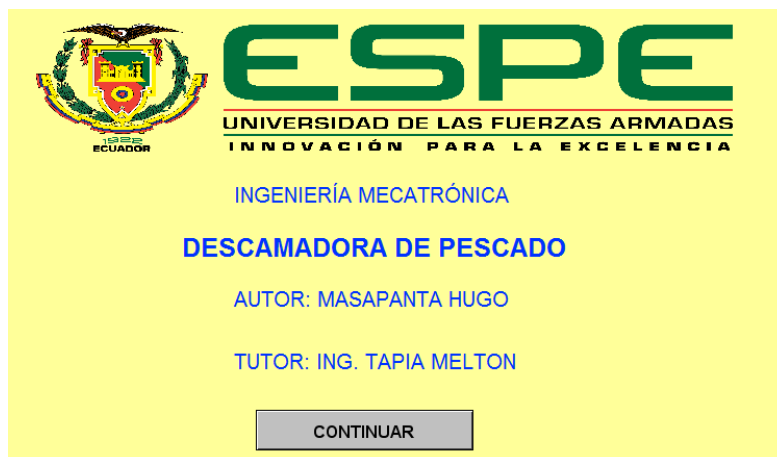 ESPE
UNIVERSIDAD DE LAS FUERZAS ARMADAS
INNOVACIÓN PARA LA EXCELENCIA
1922
ECUADOR
INGENIERÍA MECATRÓNICA
DESCAMADORA DE PESCADO
AUTOR: MASAPANTA HUGO
TUTOR: ING. TAPIA MELTON
CONTINUAR